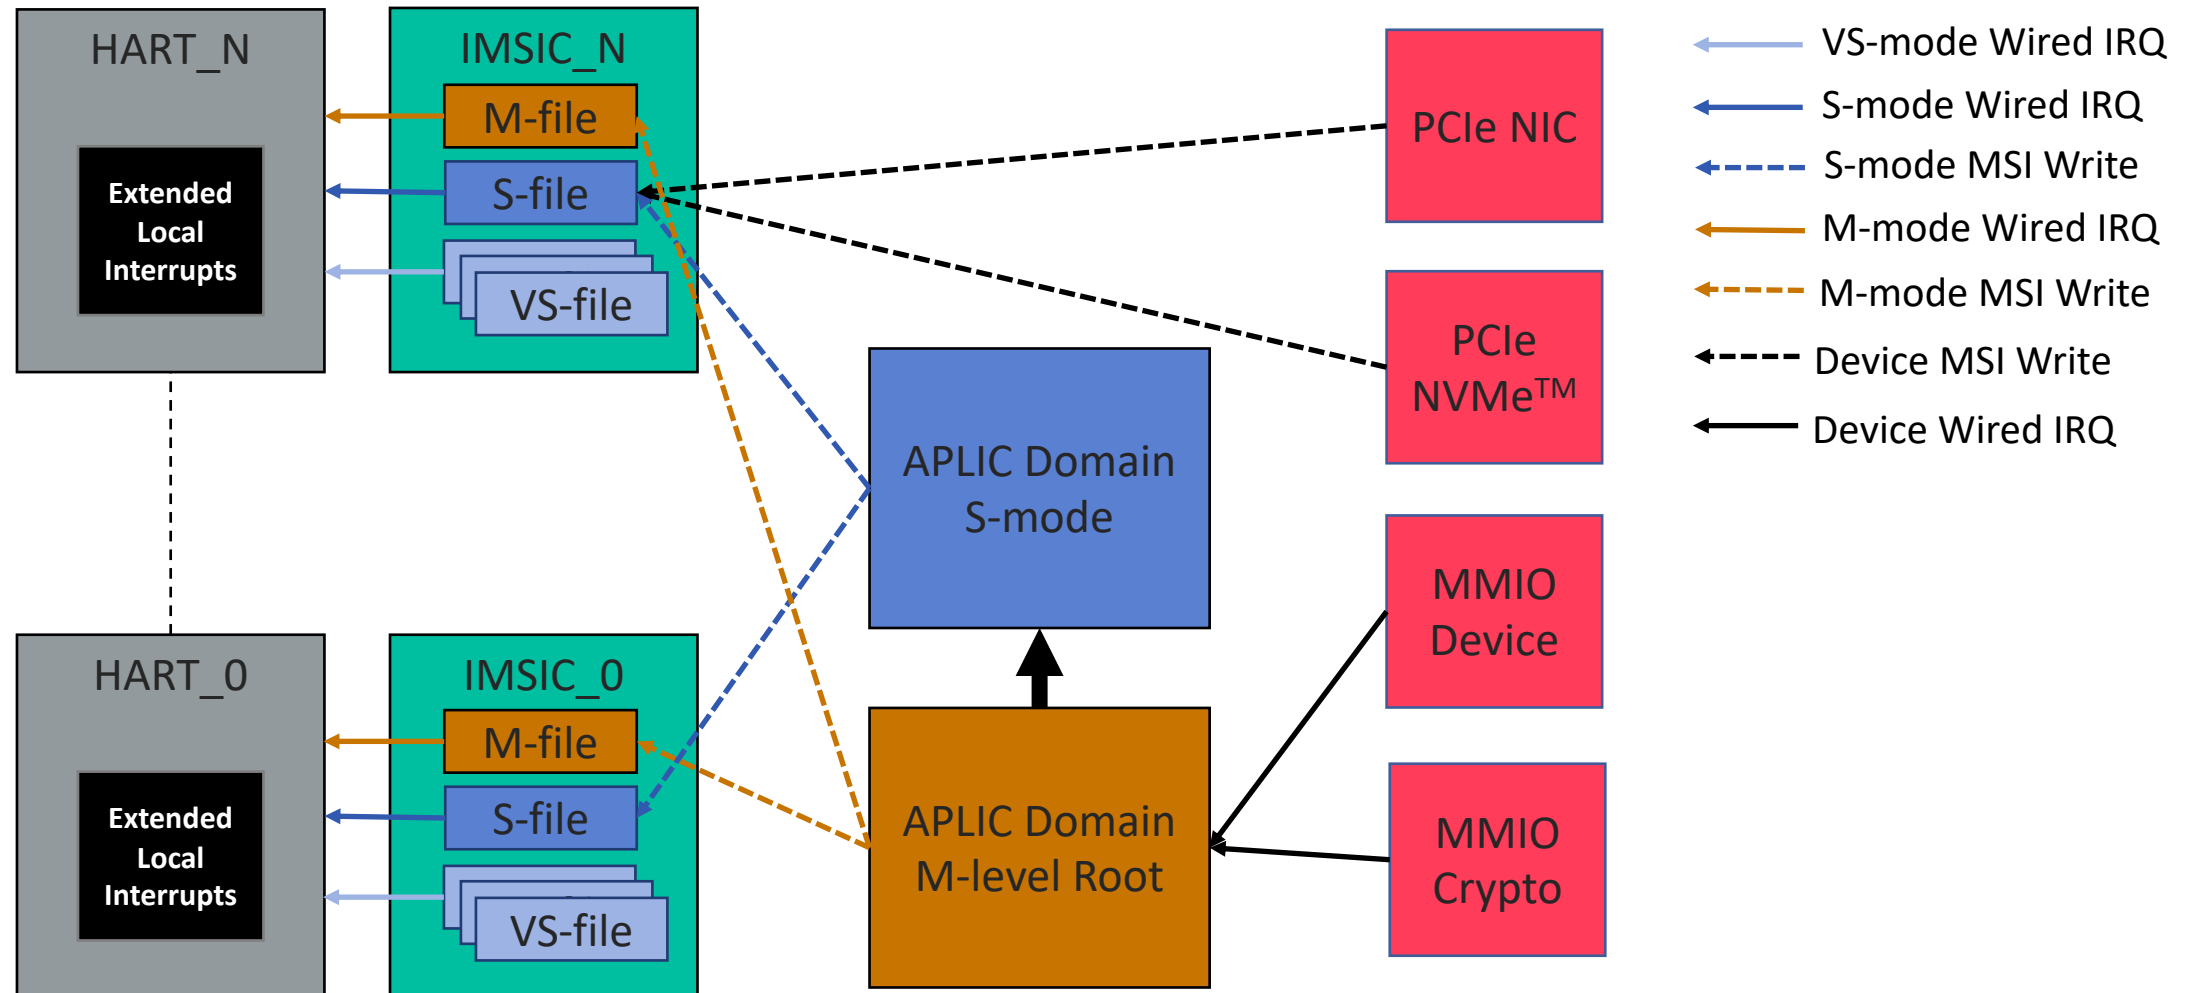 HART_N
Extended
Local
Interrupts
IMSIC_N
M-file
S-file
VS-file
HART_0
Extended
Local
Interrupts
IMSIC_0
M-file
S-file
VS-file
APLIC Domain
S-mode
APLIC Domain
M-level Root
PCIe NIC
PCIe
NVMe™
MMIO
Device
MMIO
Crypto
VS-mode Wired IRQ
S-mode Wired IRQ
S-mode MSI Write
M-mode Wired IRQ
M-mode MSI Write
Device MSI Write
Device Wired IRQ